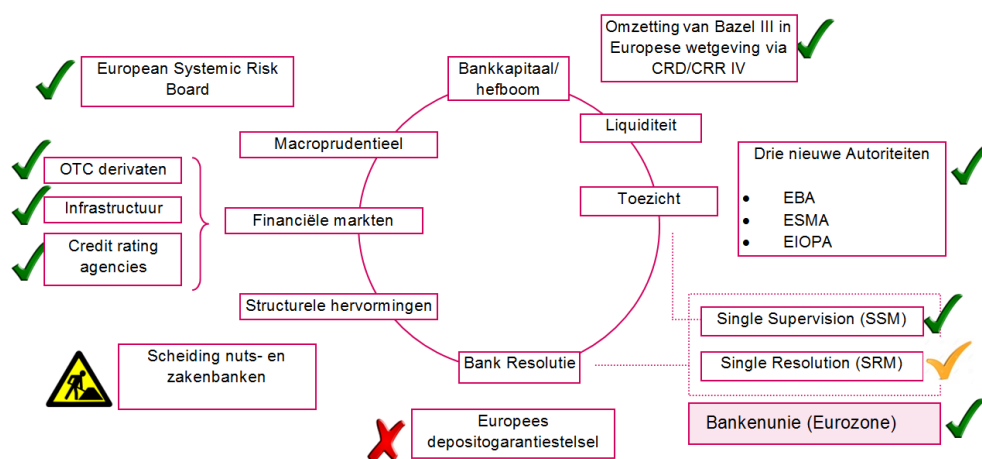 Omzetting van Bazel III in
Europese wetgeving via
CRD/CRR IV
European Systemic Risk
Board
Bankkapitaal/
hefboom
Liquiditeit
Macroprudentieel
Drie nieuwe Autoriteiten
• EBA
• ESMA
• EIOPA
OTC derivaten
Infrastructuur
Credit rating
agencies
Financiële markten
Toezicht
Structurele hervormingen
Single Supervision (SSM)
Scheiding nuts- en
zakenbanken
Bank Resolutie
Single Resolution (SRM)
Europees
depositogarantiestelsel
Bankenunie (Eurozone)